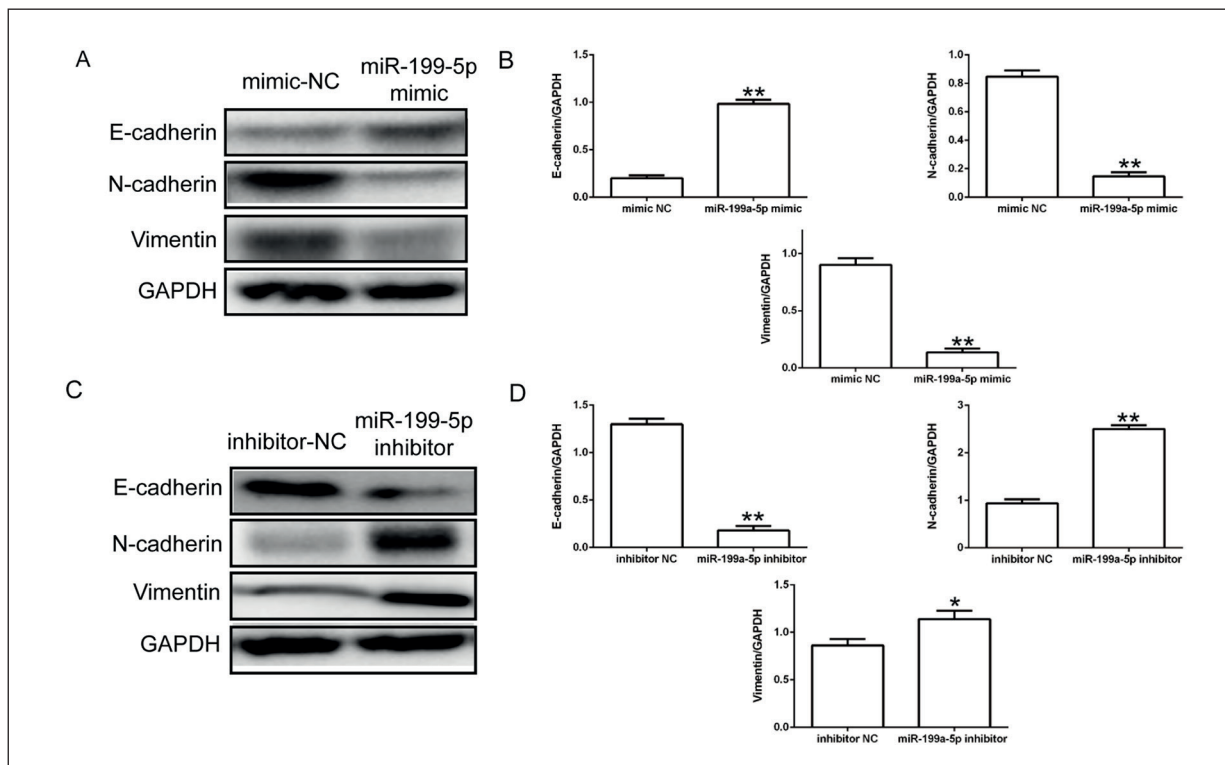 A
mimic-NC
miR-199-5p
mimic
E-cadherin
N-cadherin
Vimentin
GAPDH
B
E-cadherin/GAPDH
1.5
1.0
0.5
0.0
**
mimic NC
miR-199a-5p mimic
N-cadherin/GAPDH
0.8
0.6
0.4
0.2
0.0
**
mimic NC
miR-199a-5p mimic
Vimentin/GAPDH
1.0
0.5
0.0
**
mimic NC
miR-199a-5p mimic
C
inhibitor-NC
miR-199-5p
inhibitor
E-cadherin
N-cadherin
Vimentin
GAPDH
D
E-cadherin/GAPDH
1.5
1.0
0.5
0.0
**
inhibitor NC
miR-199a-5p inhibitor
N-cadherin/GAPDH
3
2
1
0
**
inhibitor NC
miR-199a-5p inhibitor
Vimentin/GAPDH
1.5
1.0
0.5
0.0
*
inhibitor NC
miR-199a-5p inhibitor